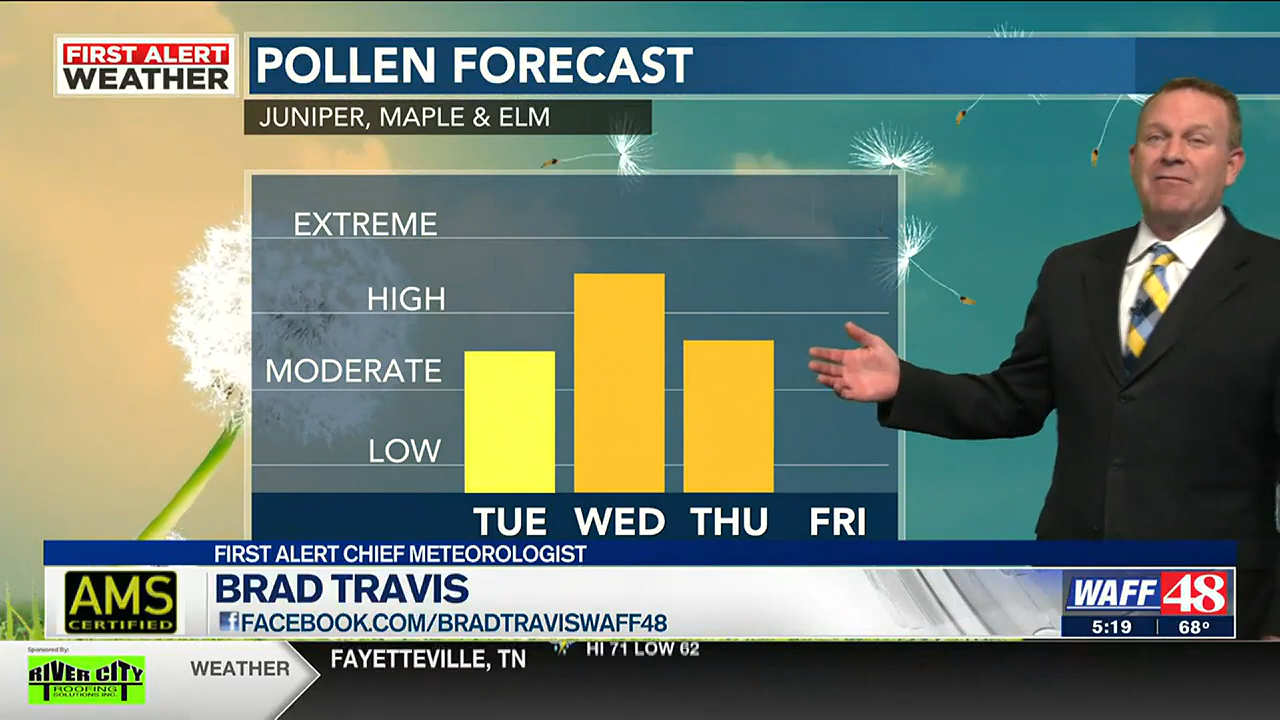 FIRST ALERT
WEATHER
POLLEN FORECAST
JUNIPER, MAPLE & ELM
EXTREME
HIGH
MODERATE
LOW
TUE WED THU FRI
FIRST ALERT CHIEF METEOROLOGIST
AMS
CERTIFIED
BRAD TRAVIS
FACEBOOK.COM/BRADTRAVISWAFF48
WAFF 48
5:19 68°
Sponsored By:
RIVER CITY
ROOFING
SOLUTIONS INC.
WEATHER
FAYETTEVILLE, TN
HI 71 LOW 62